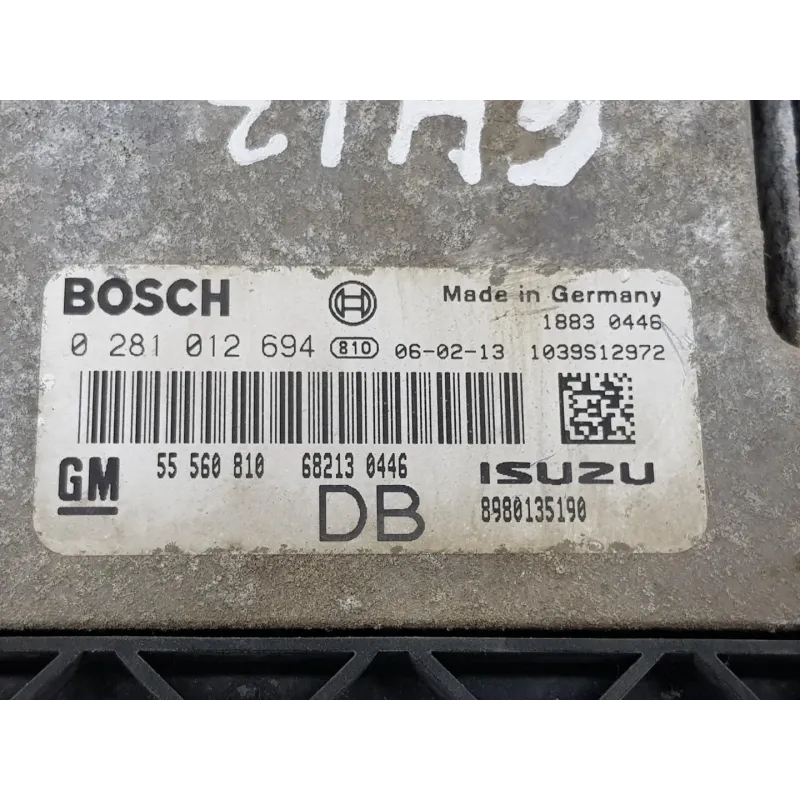 BOSCH
Made in Germany
1883 0446
0 281 012 694 810 06-02-13 1039S12972
GM 55 560 810 68213 0446 ISUZU
DB 8980135190